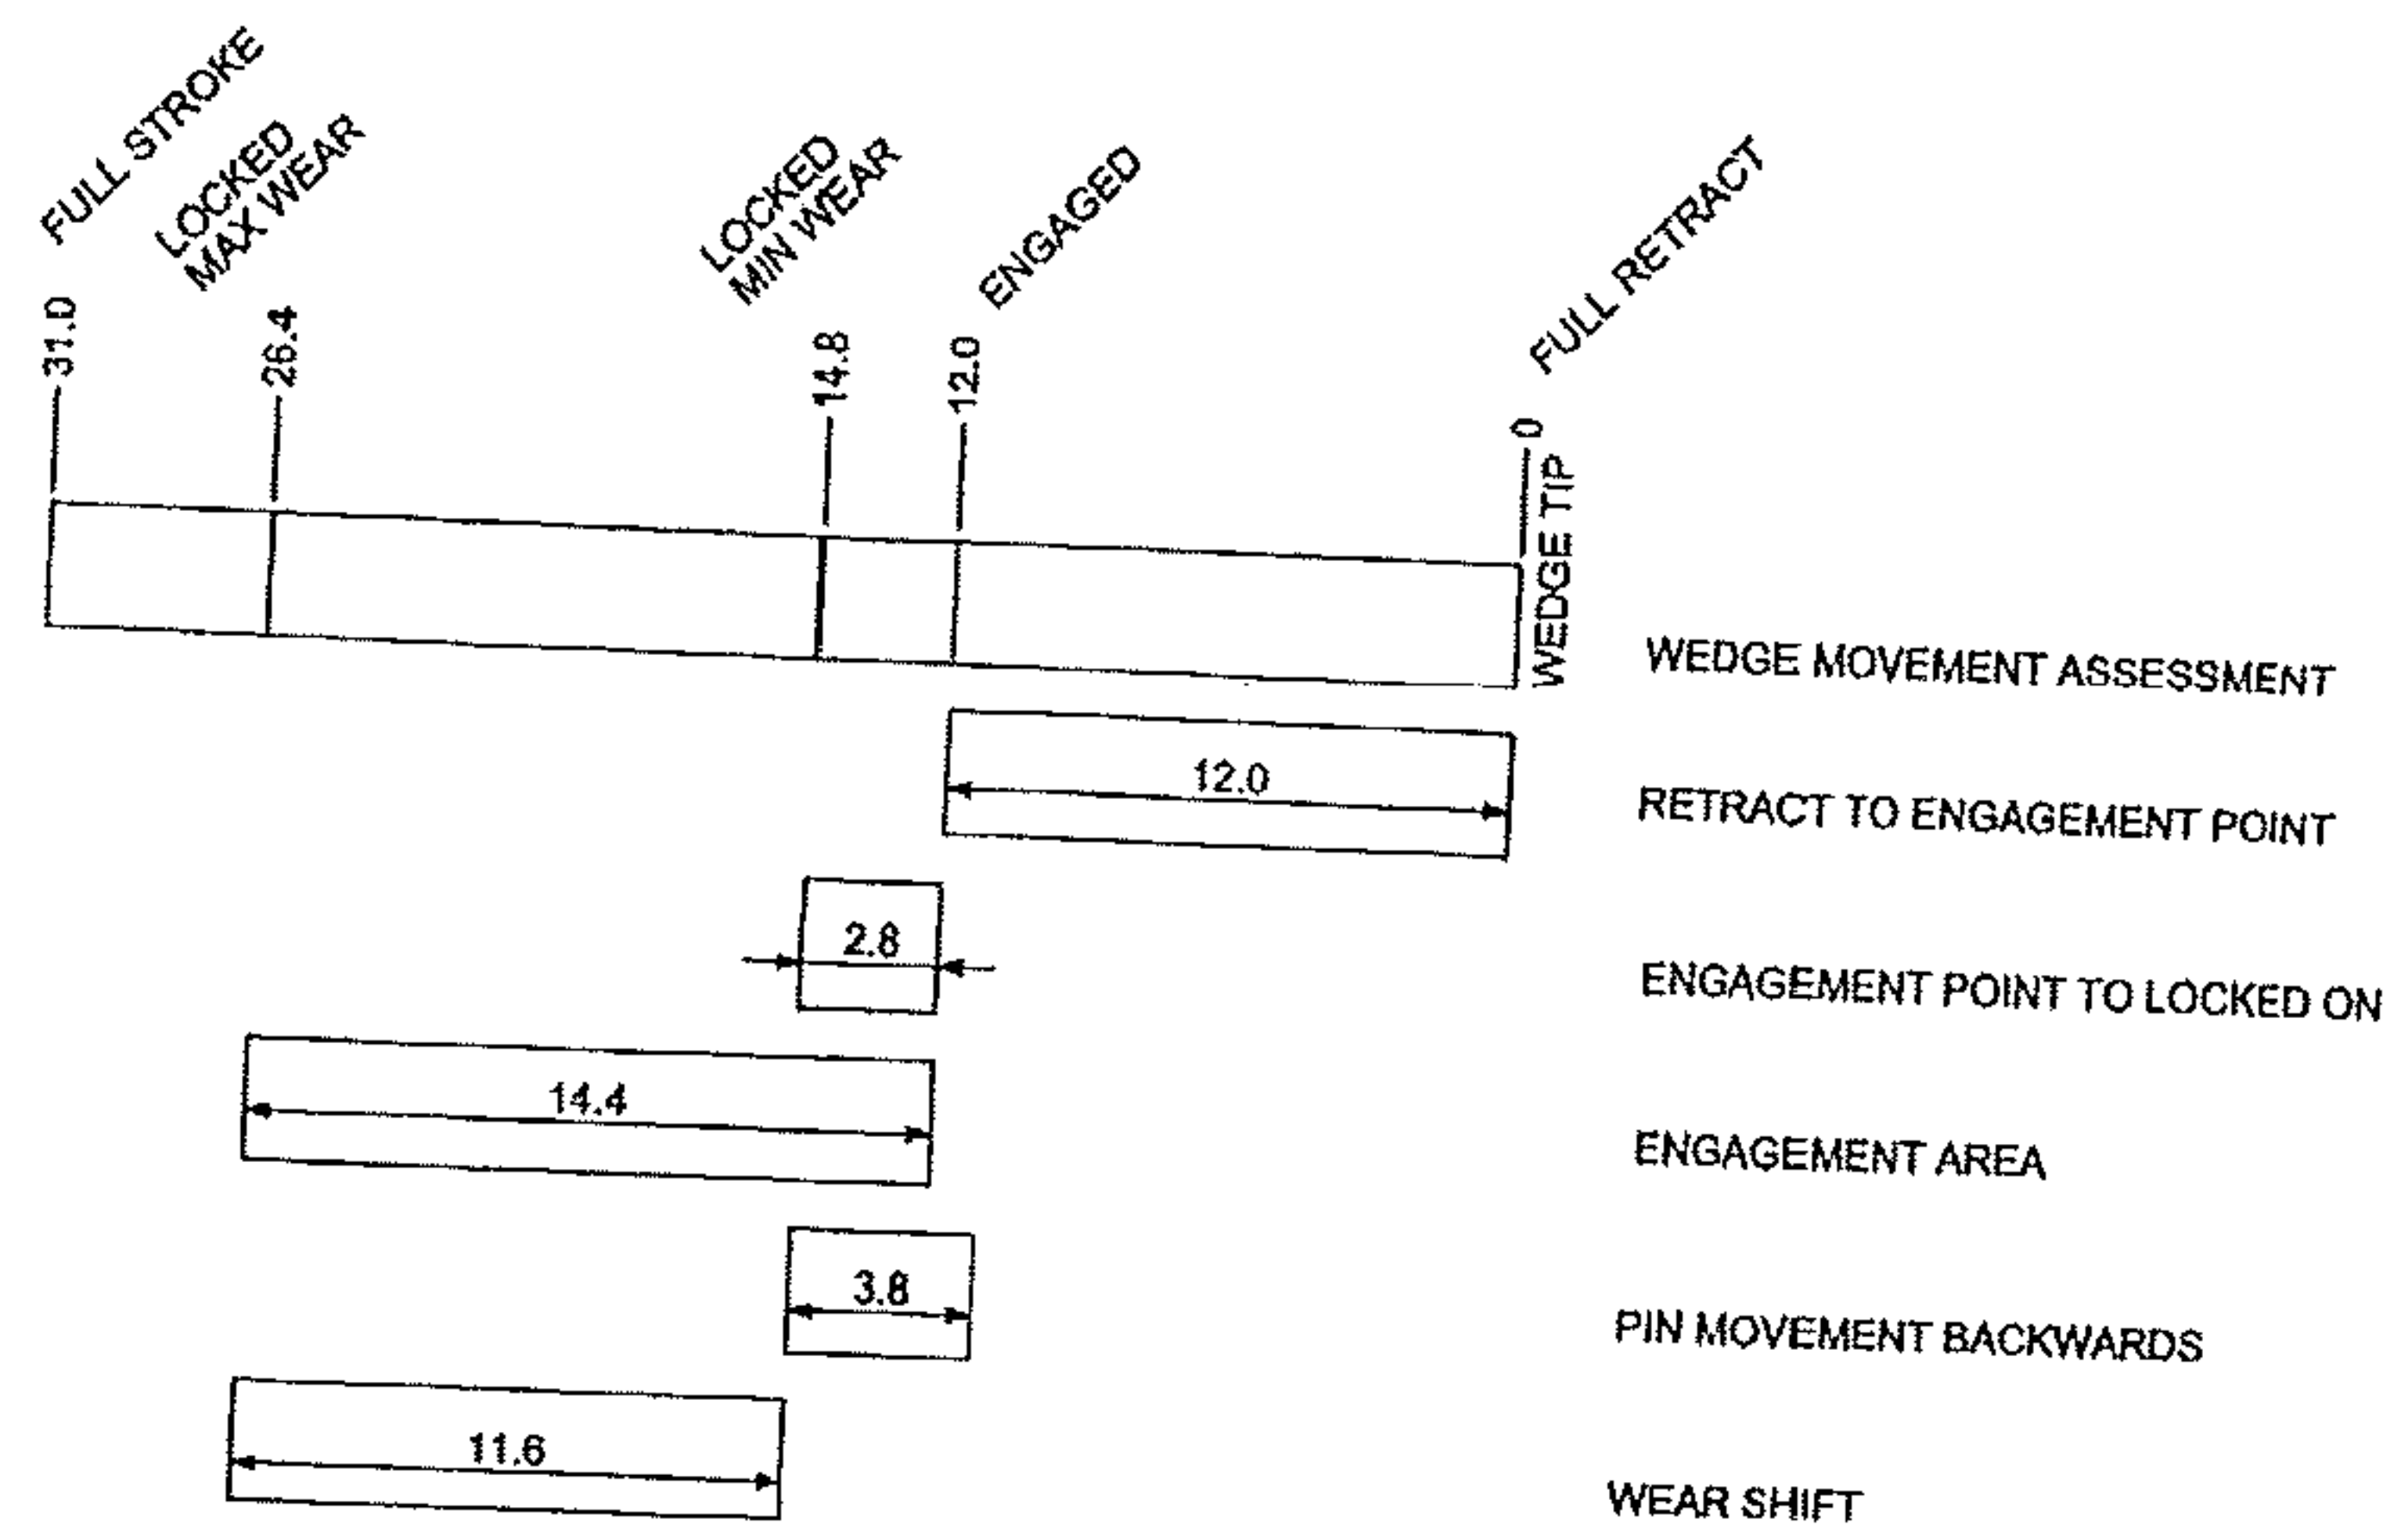 FULL STROKE
LOCKED
MAX WEAR
LOCKED
MIN WEAR
ENGAGED
FULL RETRACT
31.0
26.4
14.8
12.0
0
WEDGE TIP
WEDGE MOVEMENT ASSESSMENT
12.0
RETRACT TO ENGAGEMENT POINT
2.8
ENGAGEMENT POINT TO LOCKED ON
14.4
ENGAGEMENT AREA
3.8
PIN MOVEMENT BACKWARDS
11.6
WEAR SHIFT